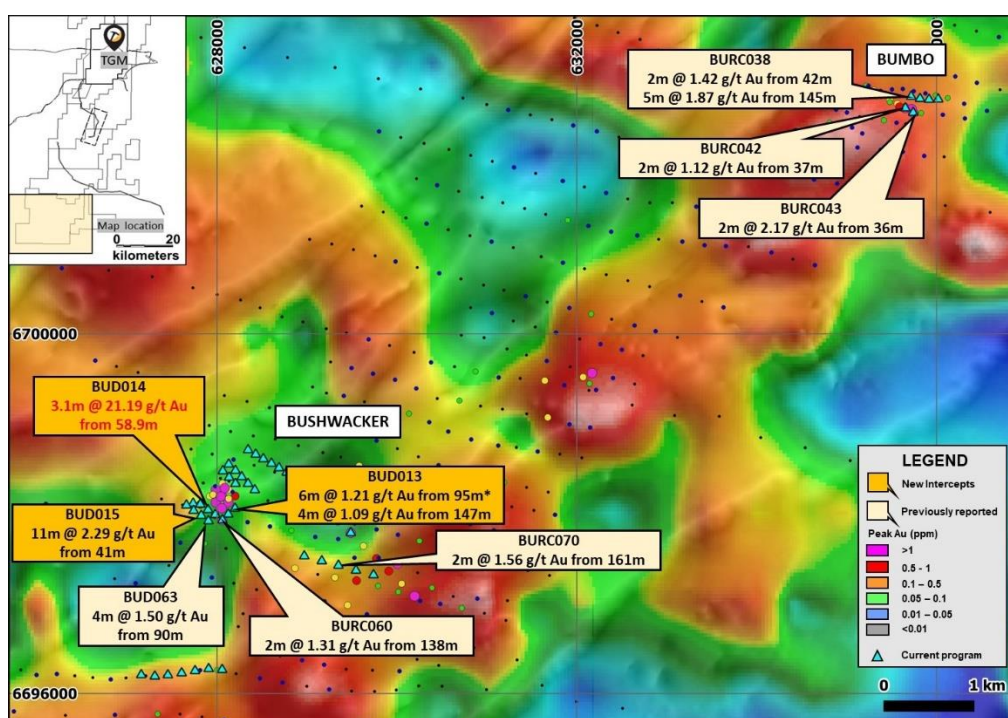 TGM
Map location
0 20
kilometers
628000
632000
BURC038
2m @ 1.42 g/t Au from 42m
5m @ 1.87 g/t Au from 145m
BUMBO
BURC042
2m @ 1.12 g/t Au from 37m
BURC043
2m @ 2.17 g/t Au from 36m
6700000
BUD014
3.1m @ 21.19 g/t Au
from 58.9m
BUSHWACKER
BUD013
6m @ 1.21 g/t Au from 95m*
4m @ 1.09 g/t Au from 147m
BUD015
11m @ 2.29 g/t Au
from 41m
BURC070
2m @ 1.56 g/t Au from 161m
BUD063
4m @ 1.50 g/t Au
from 90m
BURC060
2m @ 1.31 g/t Au from 138m
6696000
LEGEND
New Intercepts
Previously reported
Peak Au (ppm)
>1
0.5 - 1
0.1 – 0.5
0.05 – 0.1
0.01 – 0.05
<0.01
Current program
0 1 km